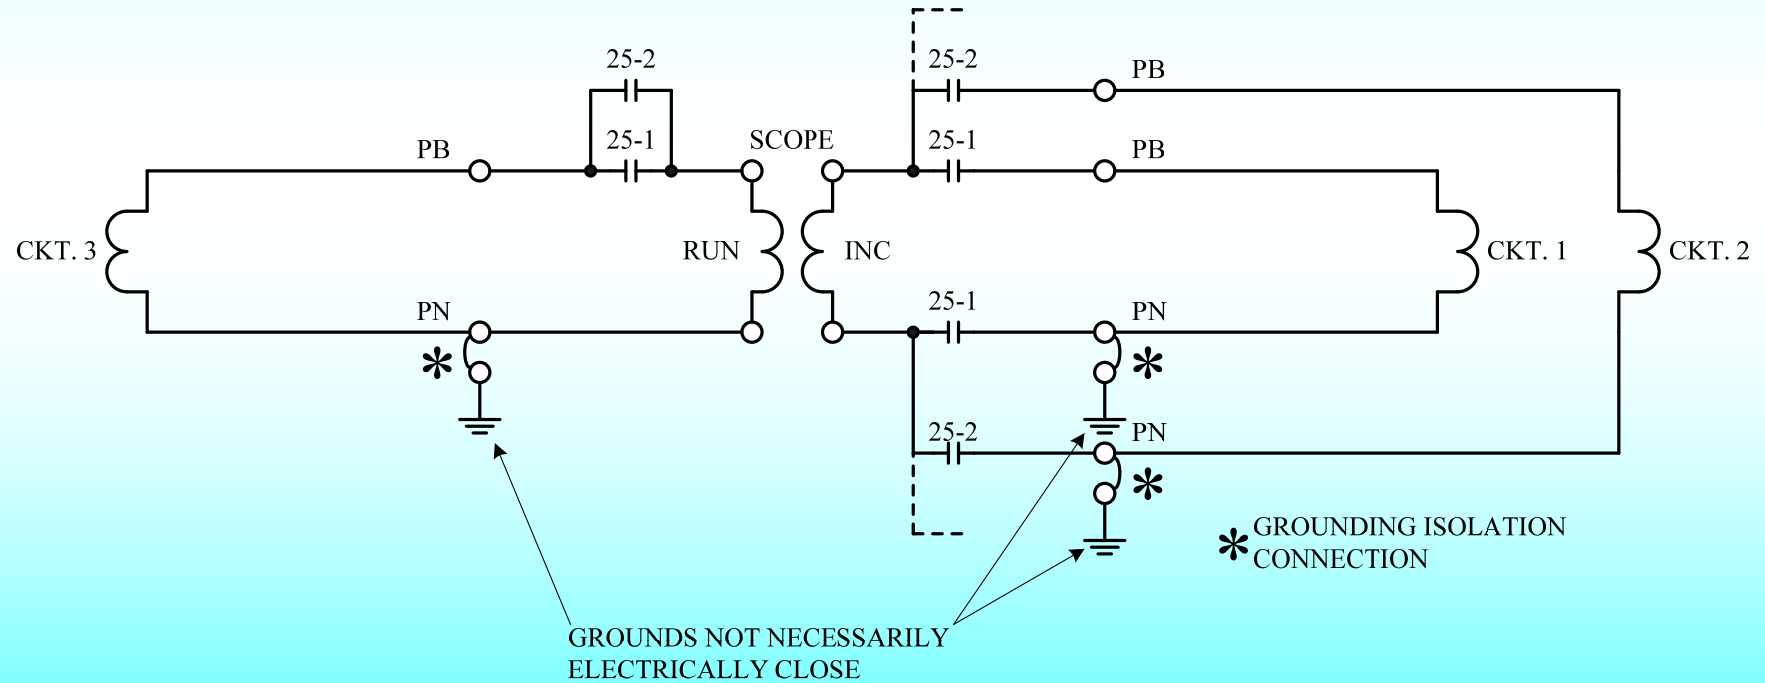 25-2
25-2
PB
25-1
SCOPE
25-1
PB
PB
CKT. 3
RUN
INC
CKT. 1
CKT. 2
PN
25-1
PN
*
*
25-2
PN
*
* GROUNDING ISOLATION
CONNECTION
GROUNDS NOT NECESSARILY
ELECTRICALLY CLOSE